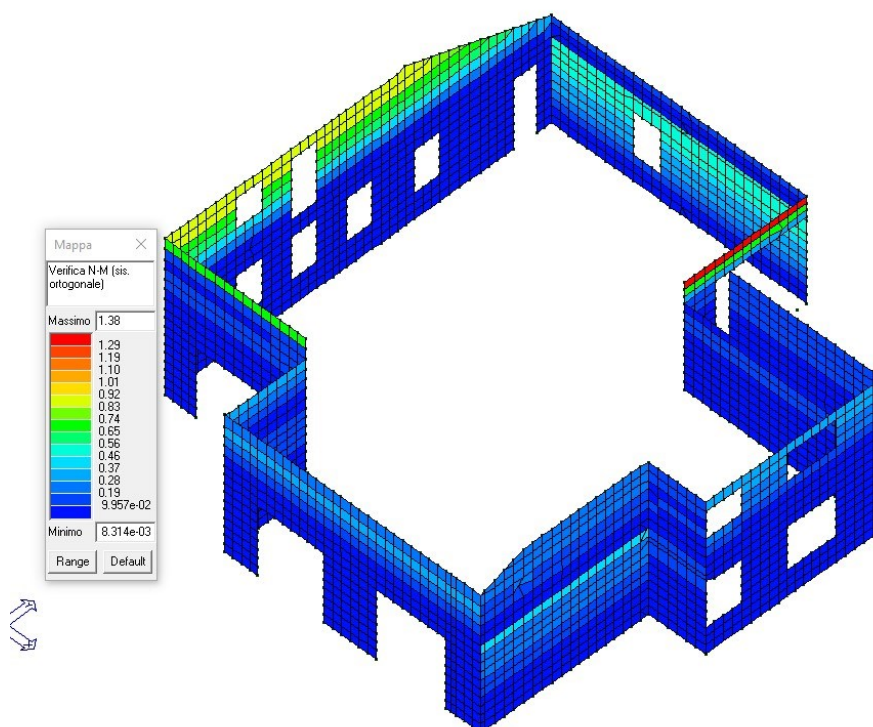 Mappa
Verifica N-M (sis.
ortogonale)
Massimo 1.38
1.29
1.19
1.10
1.01
0.92
0.83
0.74
0.65
0.56
0.46
0.37
0.28
0.19
9.957e-02
Minimo 8.314e-03
Range Default